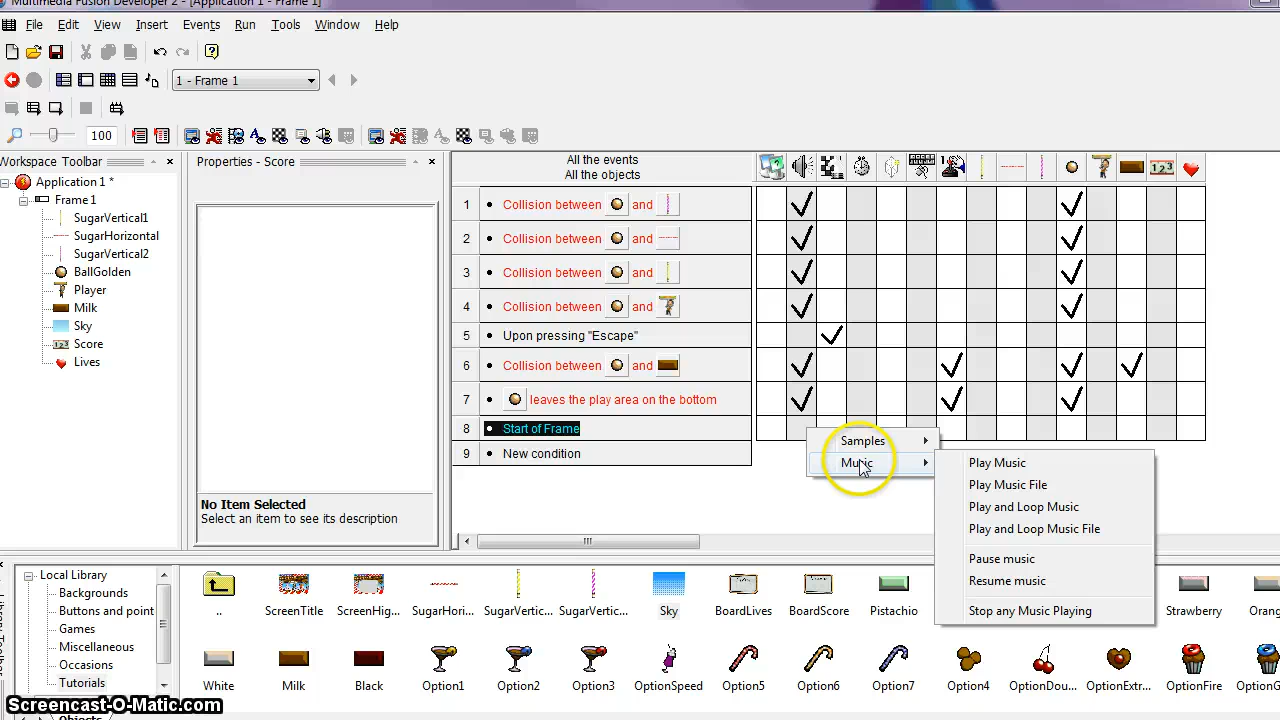 Multimedia Fusion Developer 2 - [Application 1 - Frame 1]
File Edit View Insert Events Run Tools Window Help
1 - Frame 1
100
Workspace Toolbar
Application 1 *
Frame 1
SugarVertical1
SugarHorizontal
SugarVertical2
BallGolden
Player
Milk
Sky
Score
Lives
Properties - Score
No Item Selected
Select an item to see its description
All the events
All the objects
1 Collision between and
2 Collision between and
3 Collision between and
4 Collision between and
5 Upon pressing "Escape"
6 Collision between and
7 leaves the play area on the bottom
8 Start of Frame
9 New condition
Samples
Music
Play Music
Play Music File
Play and Loop Music
Play and Loop Music File
Pause music
Resume music
Stop any Music Playing
Local Library
Backgrounds
Buttons and point
Games
Miscellaneous
Occasions
Tutorials
.. ScreenTitle ScreenHig... SugarHori... SugarVertic... SugarVertic... Sky BoardLives BoardScore Pistachio Strawberry Oran
White Milk Black Option1 Option2 Option3 OptionSpeed Option5 Option6 Option7 Option4 OptionDou... OptionExtr... OptionFire OptionG
Objects
Screencast-O-Matic.com